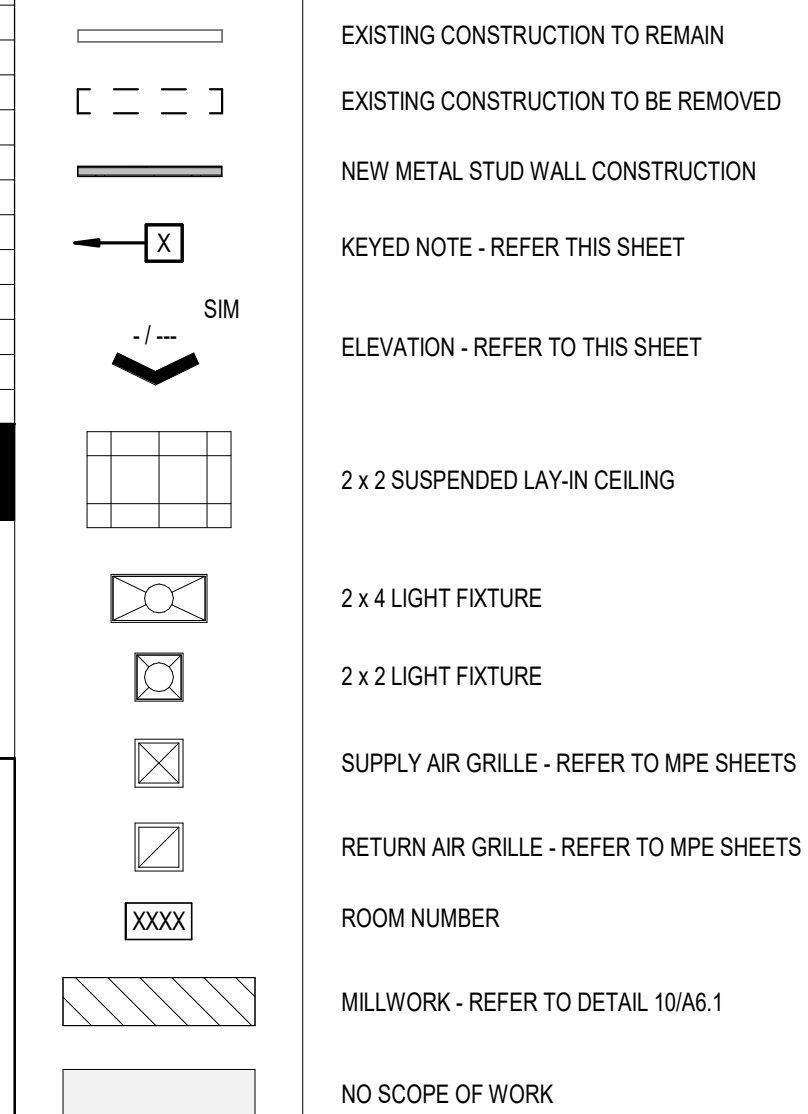 EXISTING CONSTRUCTION TO REMAIN
EXISTING CONSTRUCTION TO BE REMOVED
NEW METAL STUD WALL CONSTRUCTION
X KEYED NOTE - REFER THIS SHEET
SIM
- / ---
ELEVATION - REFER TO THIS SHEET
2 x 2 SUSPENDED LAY-IN CEILING
2 x 4 LIGHT FIXTURE
2 x 2 LIGHT FIXTURE
SUPPLY AIR GRILLE - REFER TO MPE SHEETS
RETURN AIR GRILLE - REFER TO MPE SHEETS
XXXX ROOM NUMBER
MILLWORK - REFER TO DETAIL 10/A6.1
NO SCOPE OF WORK